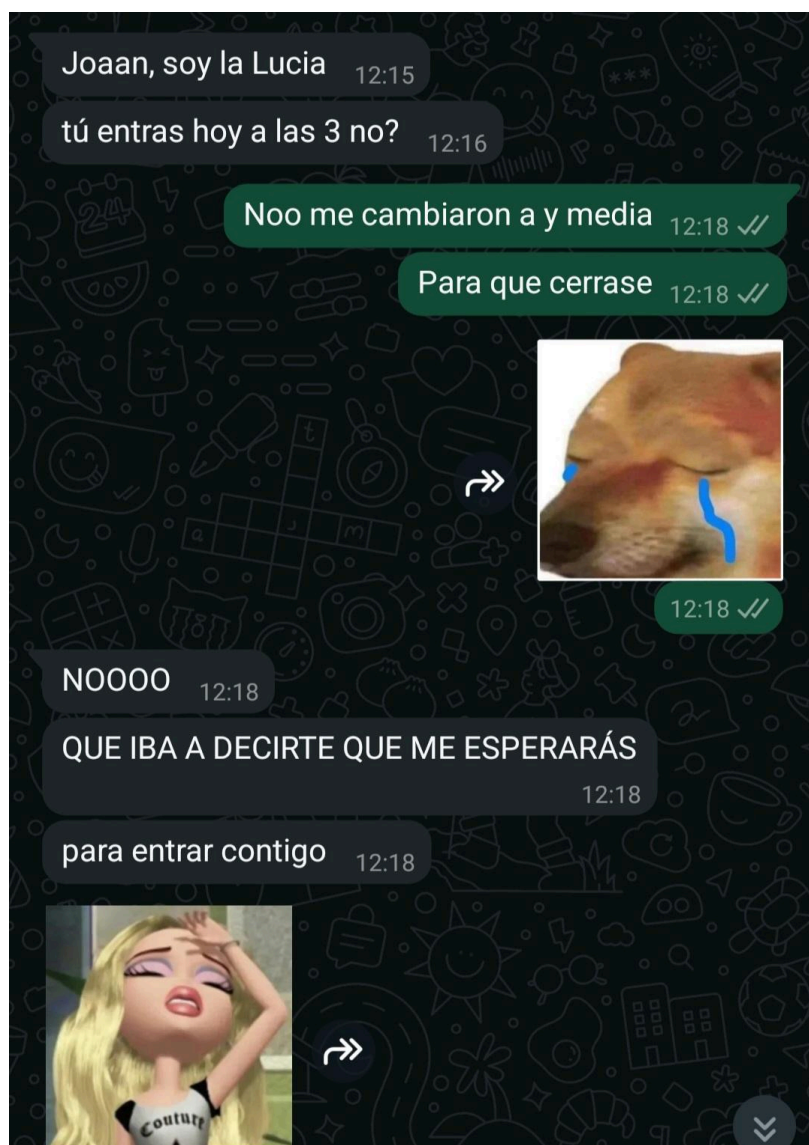 Joaan, soy la Lucia 12:15
tú entras hoy a las 3 no? 12:16
Noo me cambiaron a y media 12:18
Para que cerrase 12:18
12:18
NOOOO 12:18
QUE IBA A DECIRTE QUE ME ESPERARÁS
12:18
para entrar contigo 12:18
Couture